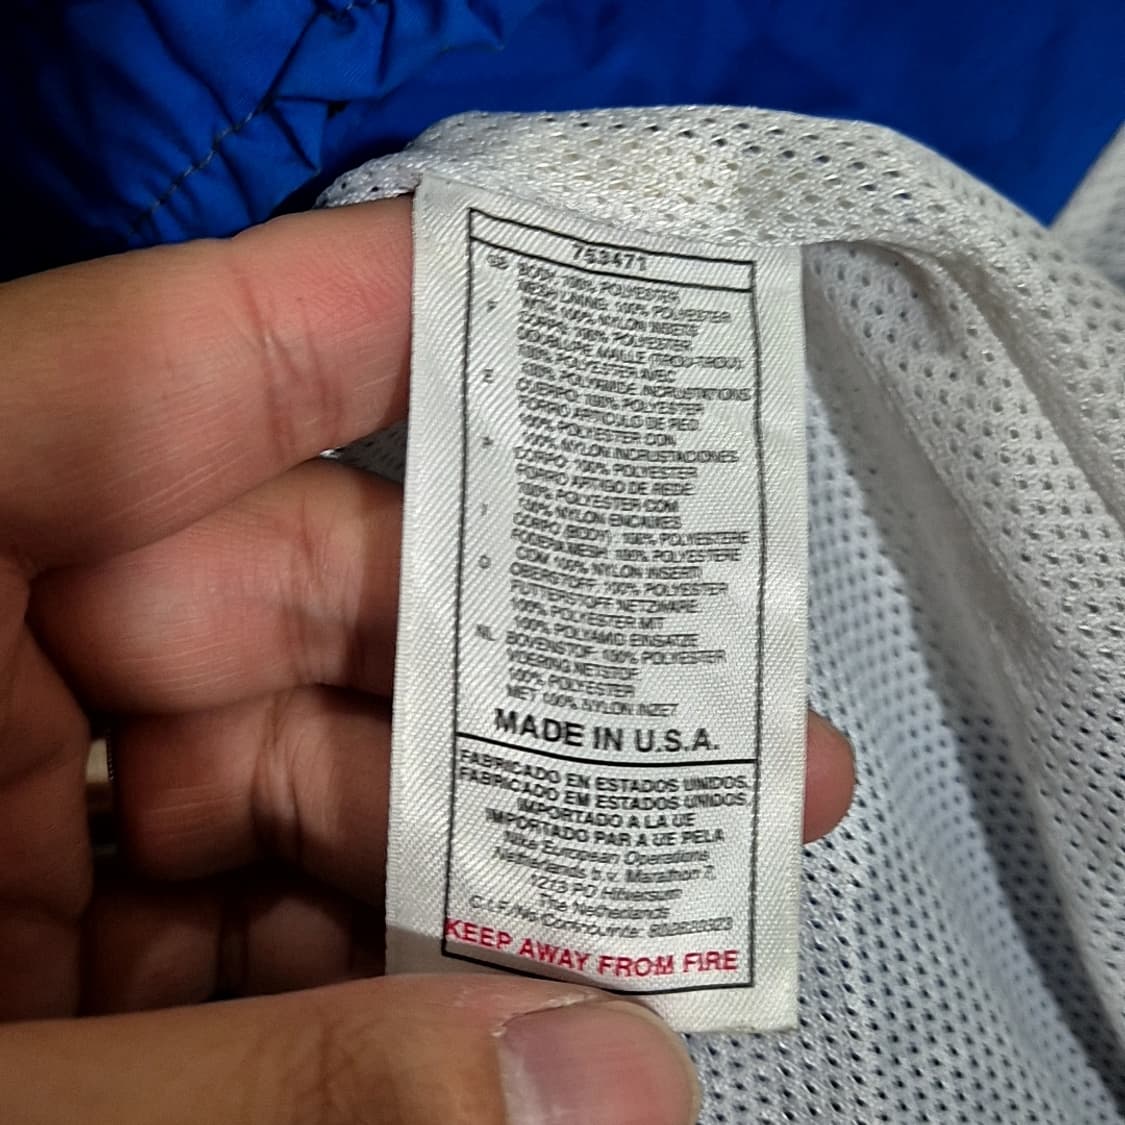 753471
GB BODY: 100% POLYESTER
MESH LINING: 100% POLYESTER
WITH 100% NYLON INSETS
F CORPS: 100% POLYESTER
DOUBLURE MAILLE (TROU-TROU)
100% POLYESTER AVEC
100% POLYAMIDE INCRUSTATIONS
E CUERPO: 100% POLYESTER
FORRO ARTICULO DE RED
100% POLYESTER CON
100% NYLON INCRUSTACIONES
P CORPO: 100% POLYESTER
FORRO ARTIGO DE REDE
100% POLYESTER COM
100% NYLON ENCAIXES
I CORPO (BODY): 100% POLYESTERE
FODERA MESH: 100% POLYESTERE
CON 100% NYLON INSERTI
D OBERSTOFF: 100% POLYESTER
FUTTERSTOFF NETZWARE
100% POLYESTER MIT
100% POLYAMID EINSATZE
NL BOVENSTOF: 100% POLYESTER
VOERING NETSTOF
100% POLYESTER
MET 100% NYLON INZET
MADE IN U.S.A.
FABRICADO EN ESTADOS UNIDOS.
FABRICADO EM ESTADOS UNIDOS.
IMPORTADO A LA UE
IMPORTADO PARA UE PELA
Nike European Operations
Netherlands b.v. Marathon 7,
1213 PD Hilversum
The Netherlands
C.I.F./No Contribuinte:
KEEP AWAY FROM FIRE